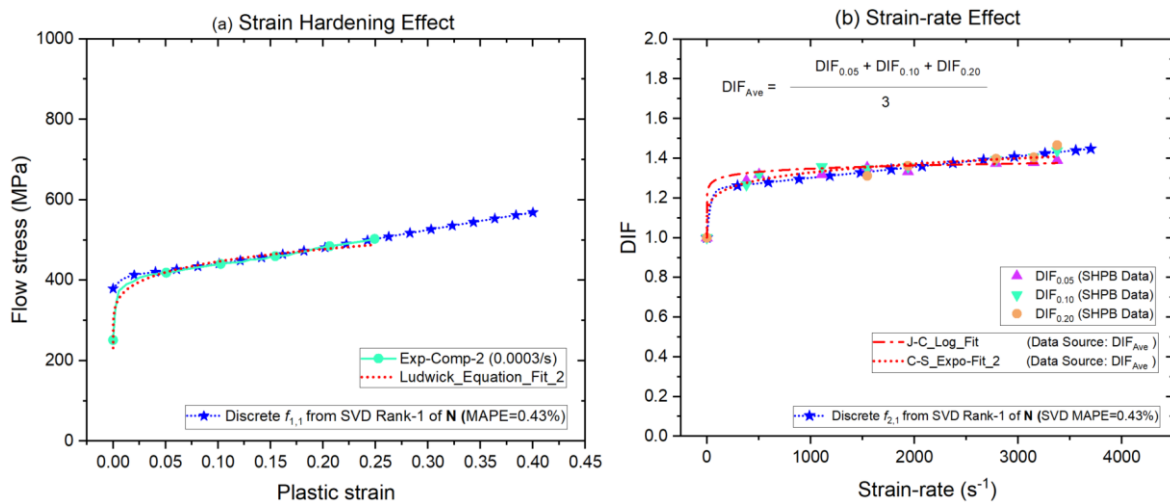 (a) Strain Hardening Effect
1000
800
600
400
200
0
0.00 0.05 0.10 0.15 0.20 0.25 0.30 0.35 0.40 0.45
Flow stress (MPa)
Plastic strain
Exp-Comp-2 (0.0003/s)
Ludwick_Equation_Fit_2
Discrete f1,1 from SVD Rank-1 of N (MAPE=0.43%)
(b) Strain-rate Effect
2.0
1.8
1.6
1.4
1.2
1.0
0.8
0.6
0.4
0.2
0.0
0 1000 2000 3000 4000
DIF
Strain-rate (s-1)
DIF0.05 + DIF0.10 + DIF0.20
DIFAve =
3
DIF0.05 (SHPB Data)
DIF0.10 (SHPB Data)
DIF0.20 (SHPB Data)
J-C_Log_Fit (Data Source: DIFAve )
C-S_Expo-Fit_2 (Data Source: DIFAve )
Discrete f2,1 from SVD Rank-1 of N (SVD MAPE=0.43%)